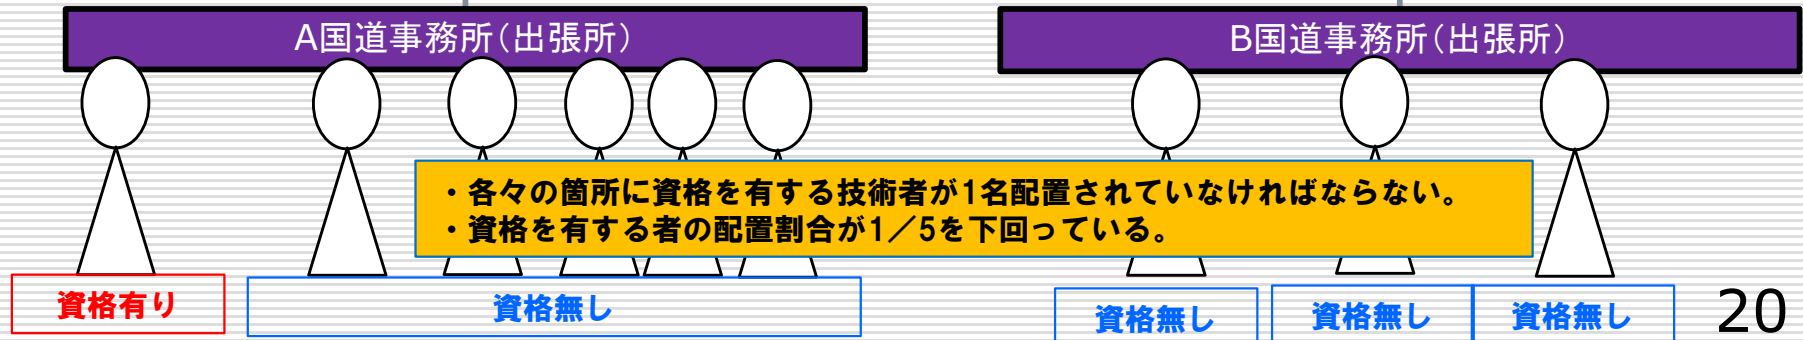 A国道事務所（出張所）
B国道事務所（出張所）
・各々の箇所に資格を有する技術者が1名配置されていなければならない。
・資格を有する者の配置割合が1／5を下回っている。
資格有り
資格無し
資格無し
資格無し
資格無し
20